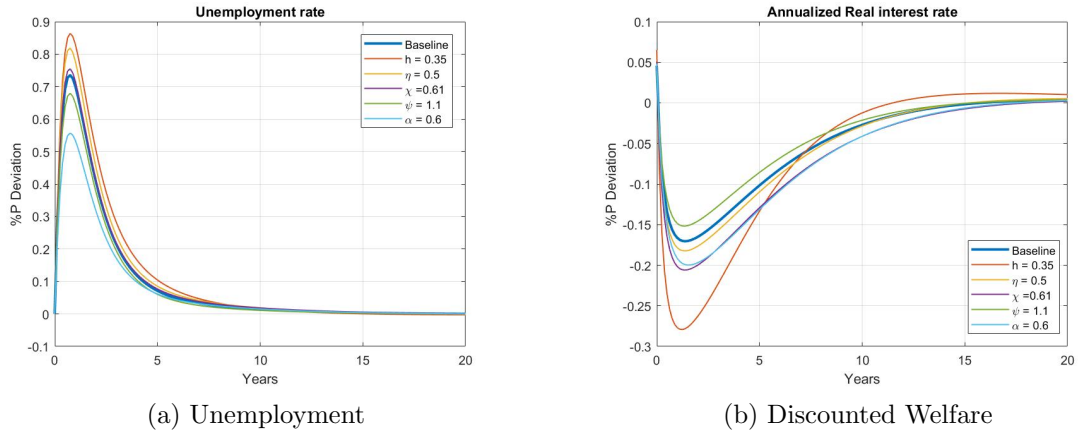 Unemployment rate
0.9
0.8
0.7
0.6
0.5
0.4
0.3
0.2
0.1
0
-0.1
%P Deviation
0
5
10
15
20
Years
Baseline
h = 0.35
η = 0.5
χ =0.61
ψ = 1.1
α = 0.6
(a) Unemployment
Annualized Real interest rate
0.1
0.05
0
-0.05
-0.1
-0.15
-0.2
-0.25
-0.3
%P Deviation
0
5
10
15
20
Years
Baseline
h = 0.35
η = 0.5
χ =0.61
ψ = 1.1
α = 0.6
(b) Discounted Welfare